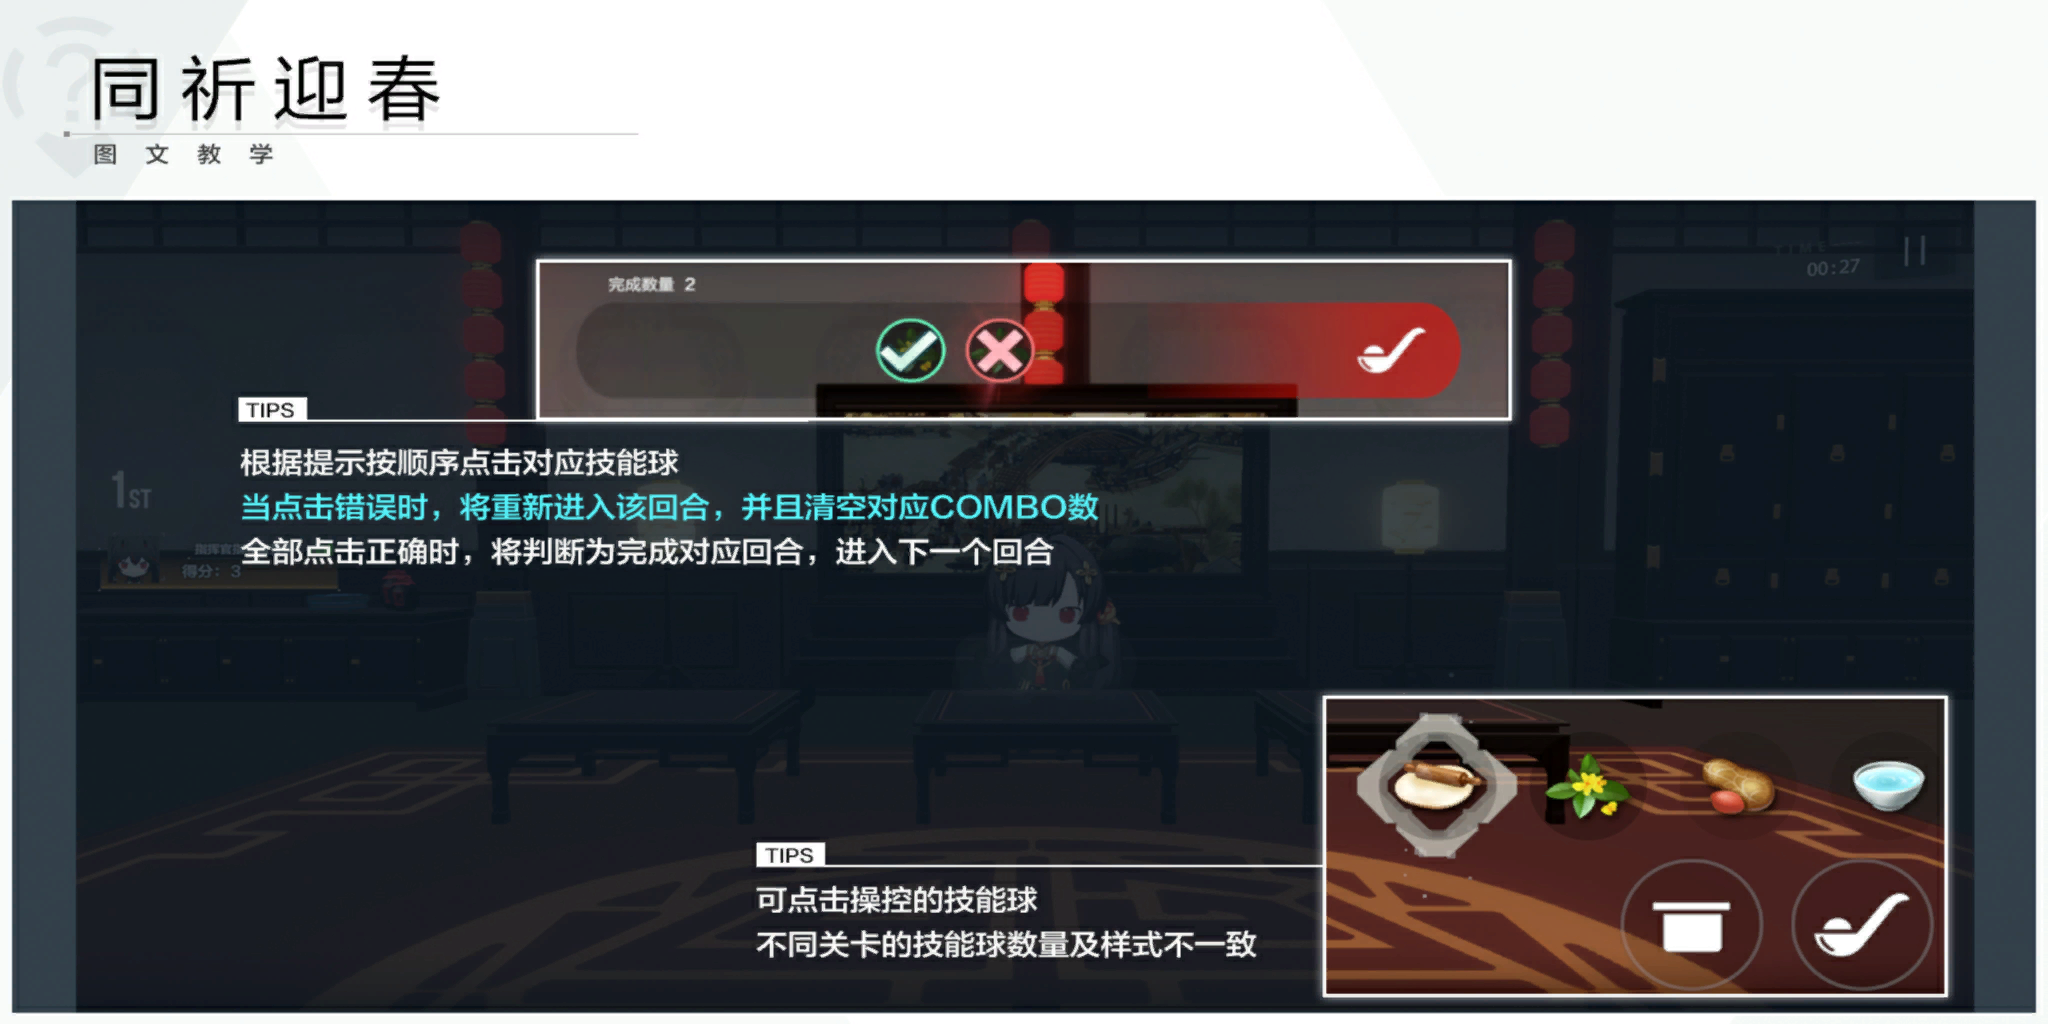 同祈迎春
图文教学
TIME
00:27
完成数量 2
TIPS
根据提示按顺序点击对应技能球
当点击错误时，将重新进入该回合，并且清空对应COMBO数
全部点击正确时，将判断为完成对应回合，进入下一个回合
1ST
指挥官
得分：3
TIPS
可点击操控的技能球
不同关卡的技能球数量及样式不一致